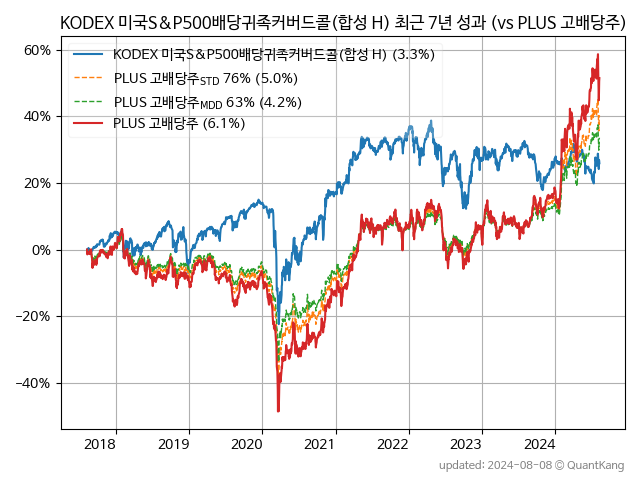 KODEX 미국S&P500배당귀족커버드콜(합성 H) 최근 7년 성과 (vs PLUS 고배당주)
KODEX 미국S&P500배당귀족커버드콜(합성 H) (3.3%)
PLUS 고배당주STD 76% (5.0%)
PLUS 고배당주MDD 63% (4.2%)
PLUS 고배당주 (6.1%)
60%
40%
20%
0%
−20%
−40%
2018 2019 2020 2021 2022 2023 2024
updated: 2024-08-08 © QuantKang